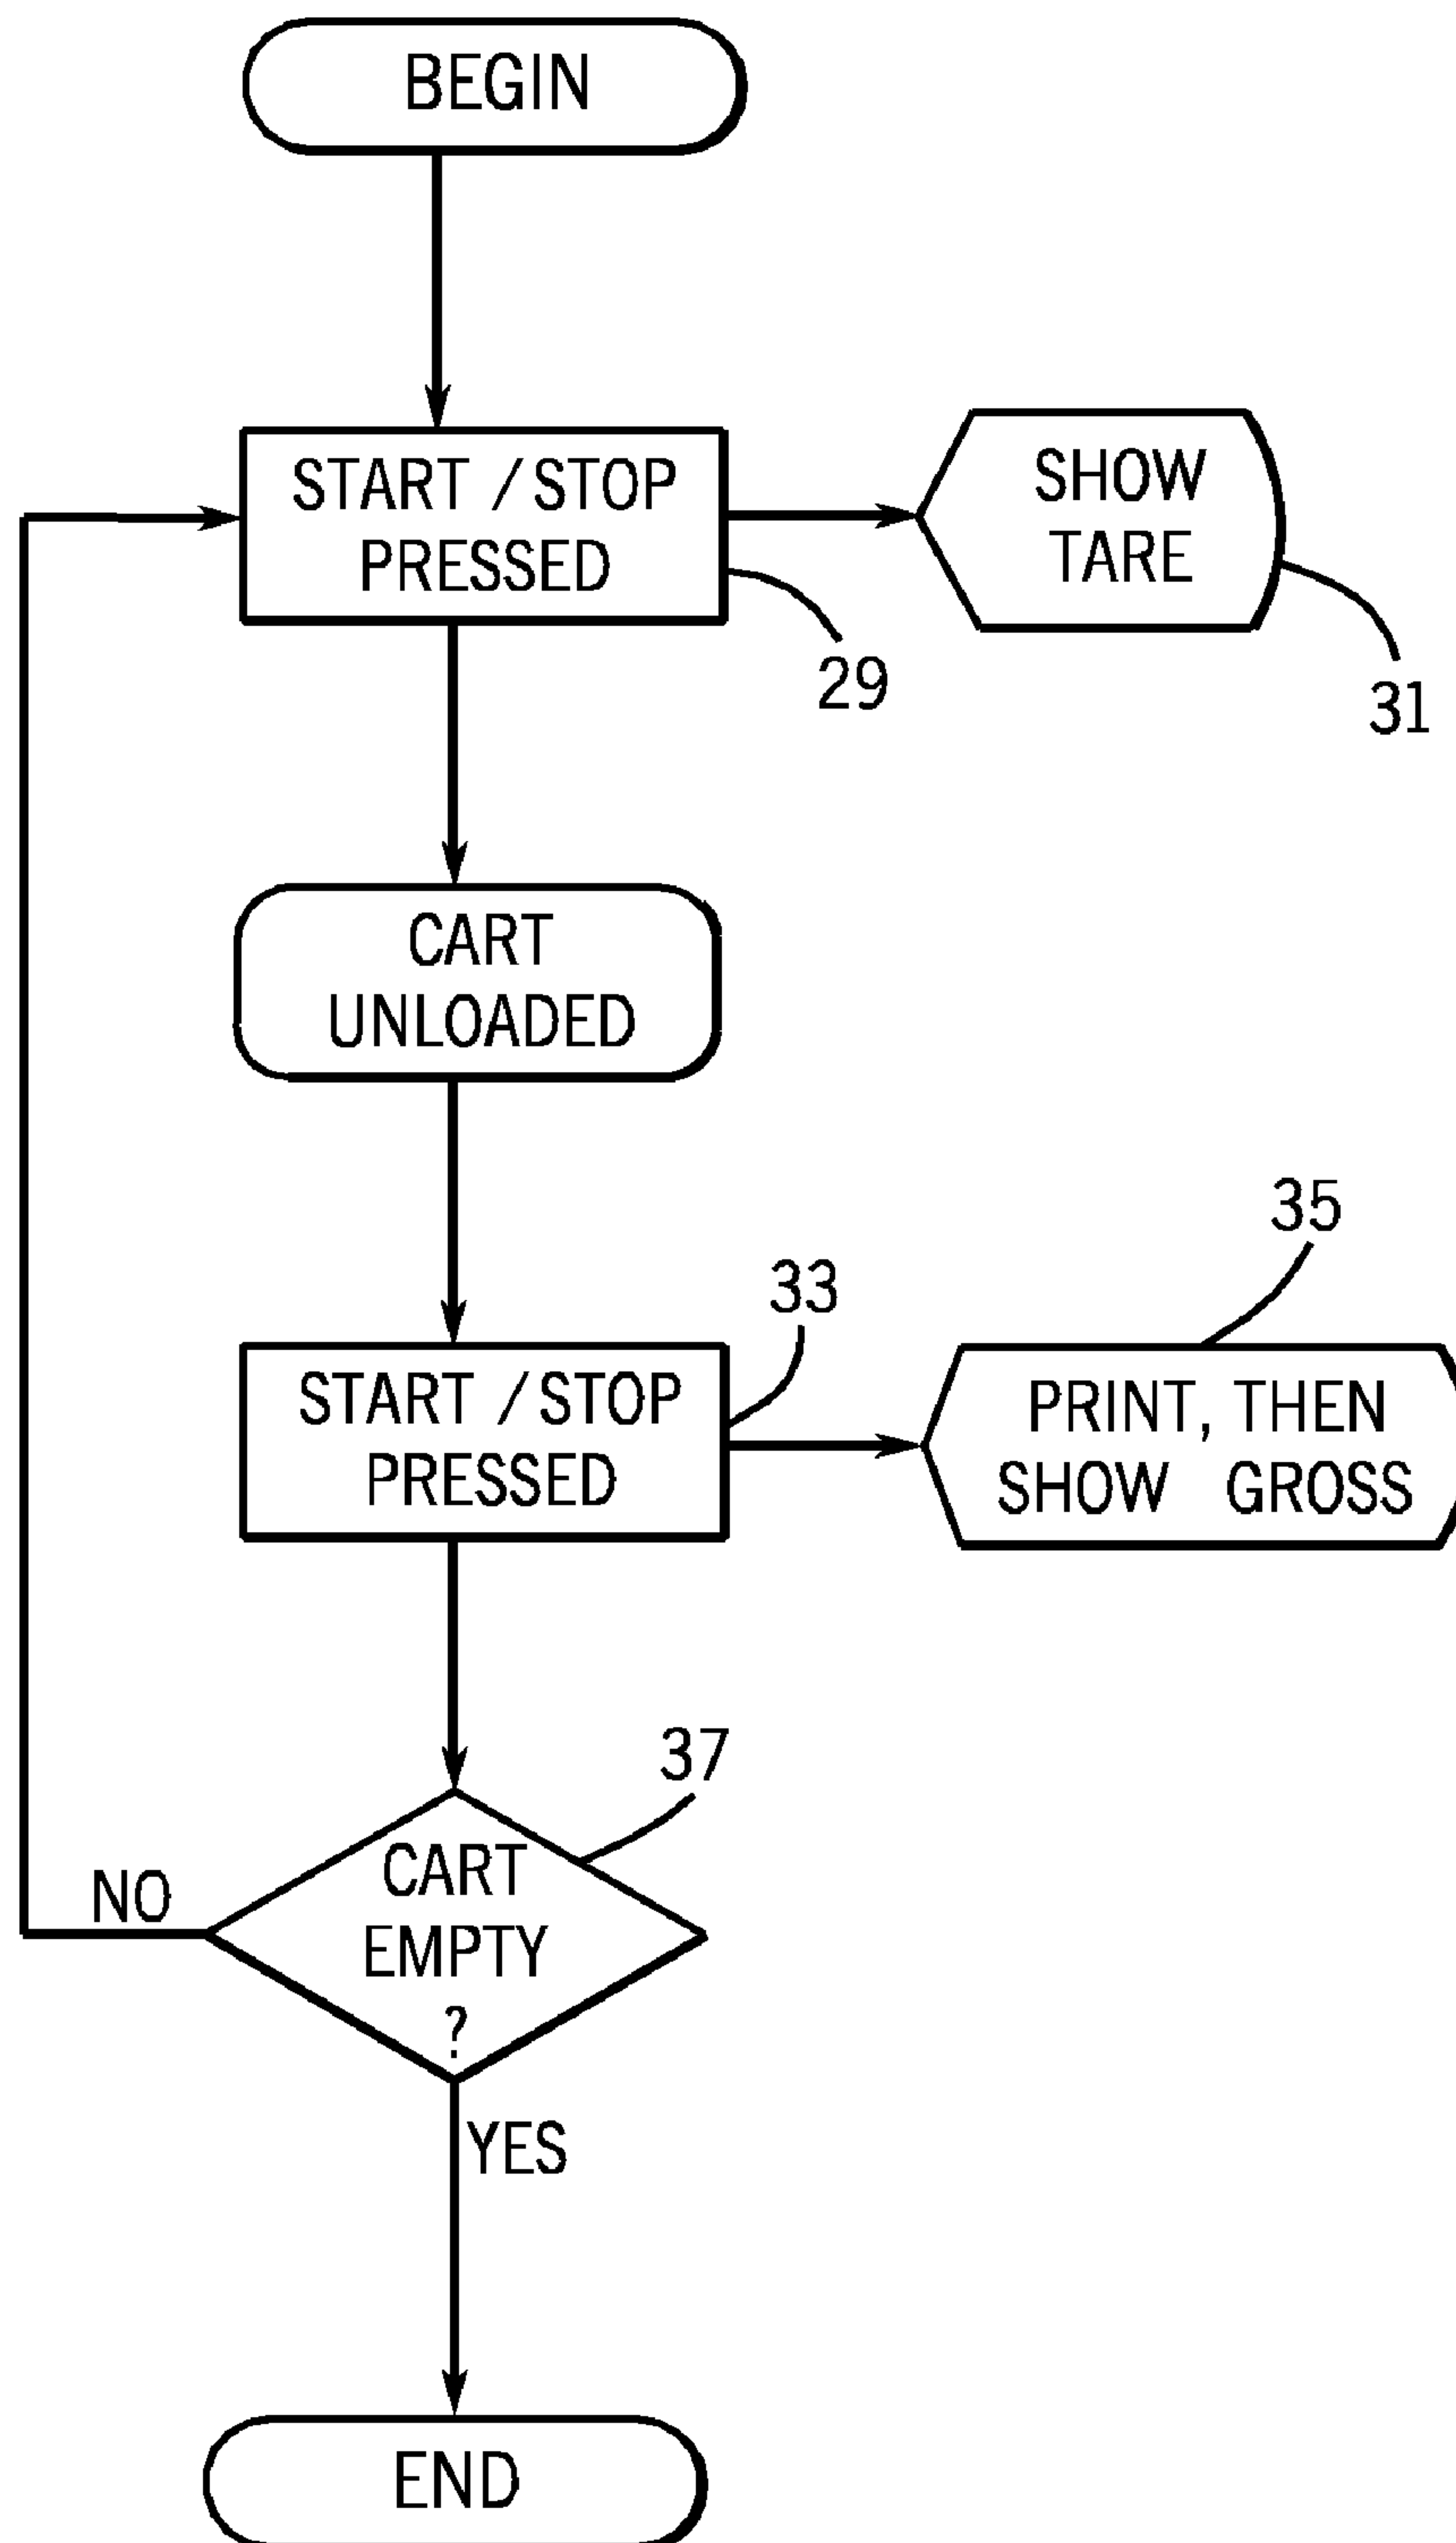 BEGIN
START / STOP
PRESSED
29
SHOW
TARE
31
CART
UNLOADED
START / STOP
PRESSED
33
PRINT, THEN
SHOW GROSS
35
CART
EMPTY
?
37
NO
YES
END